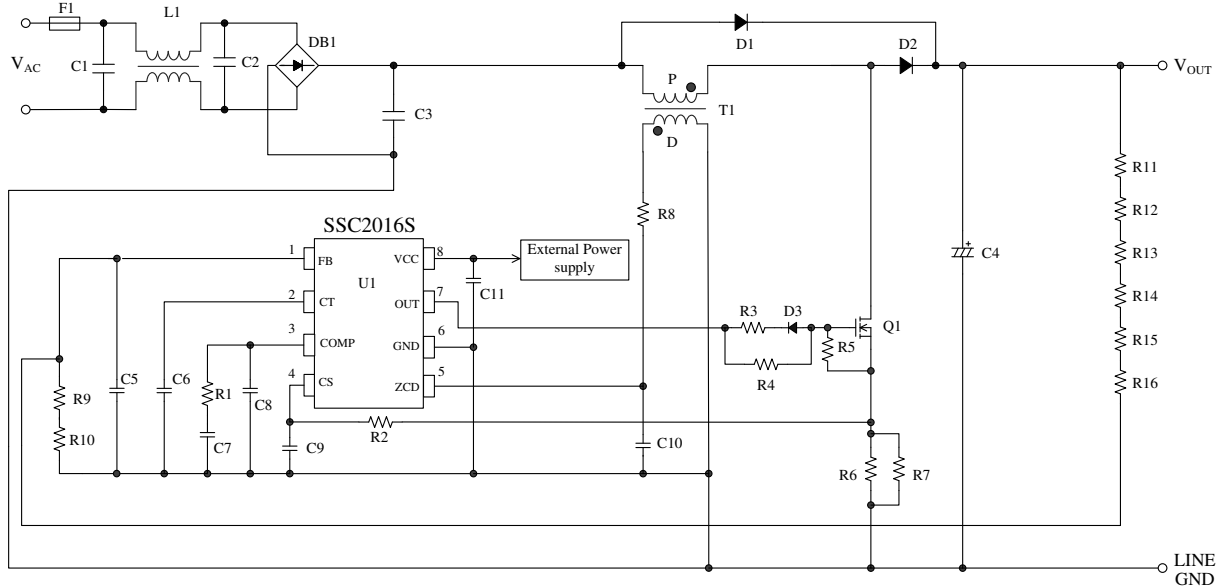 F1
L1
V_AC
C1
C2
DB1
C3
D1
D2
V_OUT
P
T1
D
R8
R11
R12
R13
R14
R15
R16
SSC2016S
External Power
supply
U1
1
FB
2
CT
3
COMP
4
CS
8
VCC
7
OUT
6
GND
5
ZCD
C11
C4
+
R3
D3
R5
Q1
R4
R9
R10
C5
C6
R1
C7
C8
C9
R2
C10
R6
R7
LINE
GND